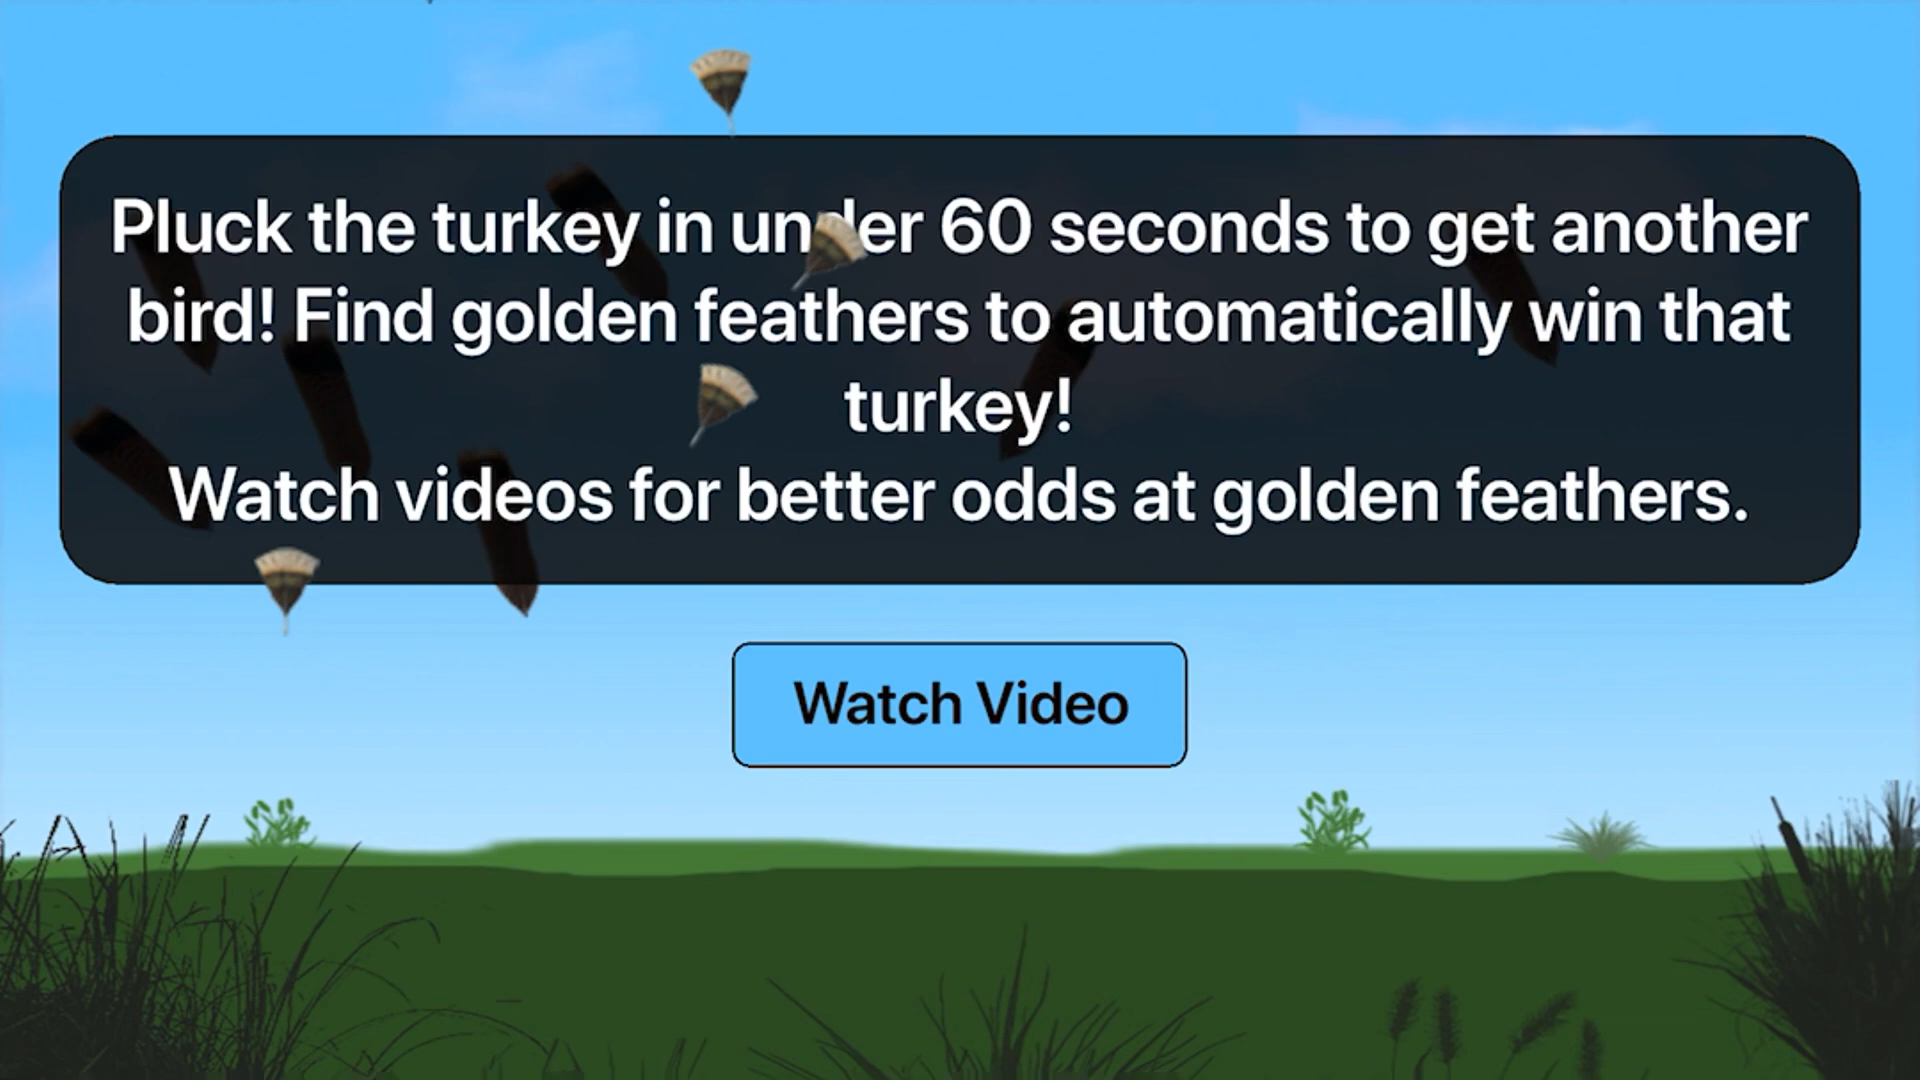 Pluck the turkey in under 60 seconds to get another
bird! Find golden feathers to automatically win that
turkey!
Watch videos for better odds at golden feathers.
Watch Video